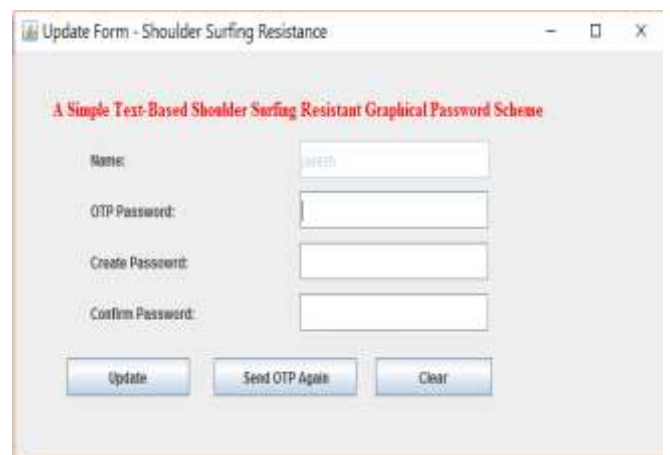 Update Form - Shoulder Surfing Resistance
A Simple Text-Based Shoulder Surfing Resistant Graphical Password Scheme
Name:
OTP Password:
Create Passowrd:
Confirm Password:
Update Send OTP Again Clear